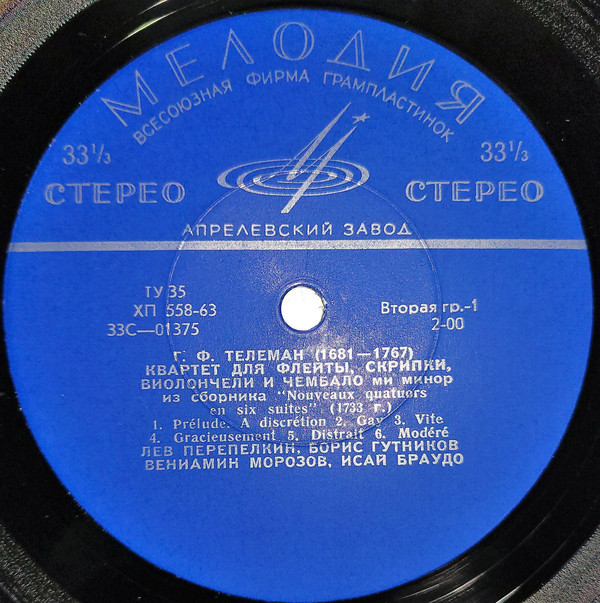 МЕЛОДИЯ
ВСЕСОЮЗНАЯ ФИРМА ГРАМПЛАСТИНОК
33⅓ 33⅓
СТЕРЕО СТЕРЕО
АПРЕЛЕВСКИЙ ЗАВОД
ТУ 35
ХП 558-63 Вторая гр.-1
33С—01375 2-00
Г. Ф. ТЕЛЕМАН (1681—1767)
КВАРТЕТ ДЛЯ ФЛЕЙТЫ, СКРИПКИ,
ВИОЛОНЧЕЛИ И ЧЕМБАЛО ми минор
из сборника "Nouveaux quatuors
en six suites" (1733 г.)
1. Prélude. A discrétion 2. Gay 3. Vite
4. Gracieusement 5. Distrait 6. Modéré
ЛЕВ ПЕРЕПЕЛКИН, БОРИС ГУТНИКОВ
ВЕНИАМИН МОРОЗОВ, ИСАЙ БРАУДО